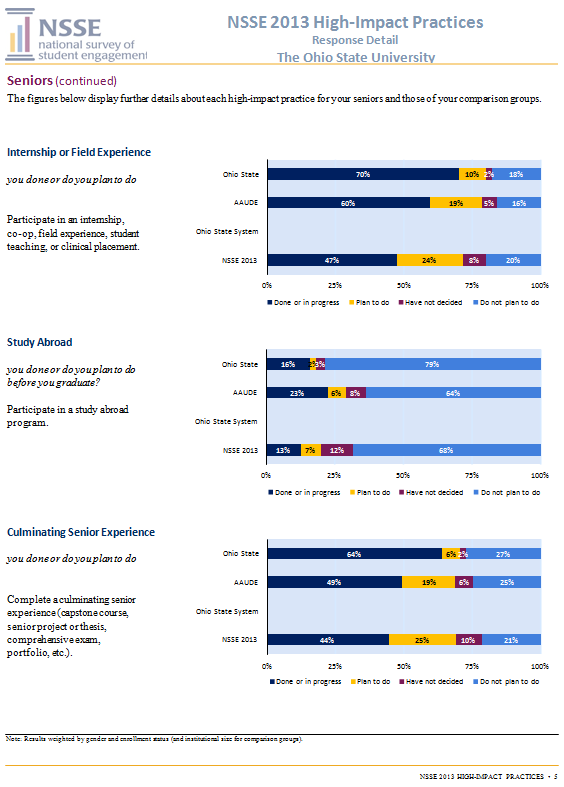 NSSE
national survey of
student engagement
NSSE 2013 High-Impact Practices
Response Detail
The Ohio State University
Seniors (continued)
The figures below display further details about each high-impact practice for your seniors and those of your comparison groups.
Internship or Field Experience
you done or do you plan to do
Participate in an internship,
co-op, field experience, student
teaching, or clinical placement.
Ohio State
70% 10% 2% 18%
AAUDE
60% 19% 5% 16%
Ohio State System
NSSE 2013
47% 24% 8% 20%
0% 25% 50% 75% 100%
Done or in progress Plan to do Have not decided Do not plan to do
Study Abroad
you done or do you plan to do
before you graduate?
Participate in a study abroad
program.
Ohio State
16% 3% 79%
AAUDE
23% 6% 8% 64%
Ohio State System
NSSE 2013
13% 7% 12% 68%
0% 25% 50% 75% 100%
Done or in progress Plan to do Have not decided Do not plan to do
Culminating Senior Experience
you done or do you plan to do
Complete a culminating senior
experience (capstone course,
senior project or thesis,
comprehensive exam,
portfolio, etc.).
Ohio State
64% 6% 2% 27%
AAUDE
49% 19% 6% 25%
Ohio State System
NSSE 2013
44% 25% 10% 21%
0% 25% 50% 75% 100%
Done or in progress Plan to do Have not decided Do not plan to do
Note: Results weighted by gender and enrollment status (and institutional size for comparison groups).
NSSE 2013 HIGH-IMPACT PRACTICES • 5